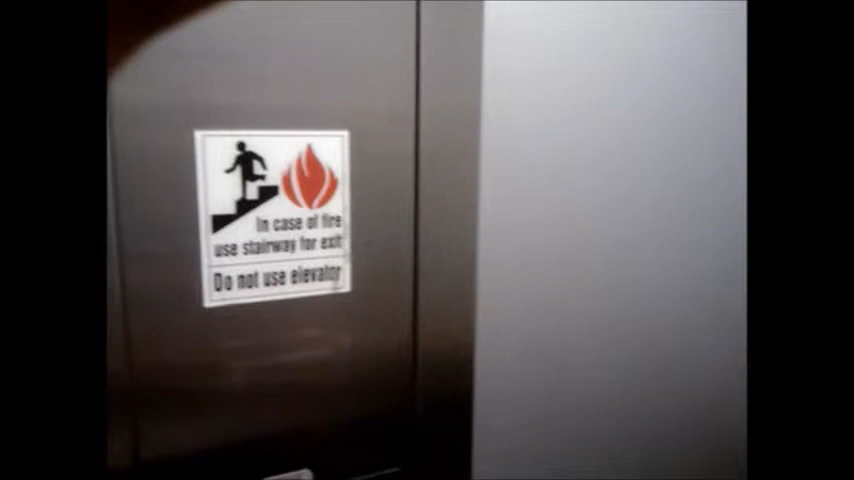 In case of fire
use stairway for exit
Do not use elevator